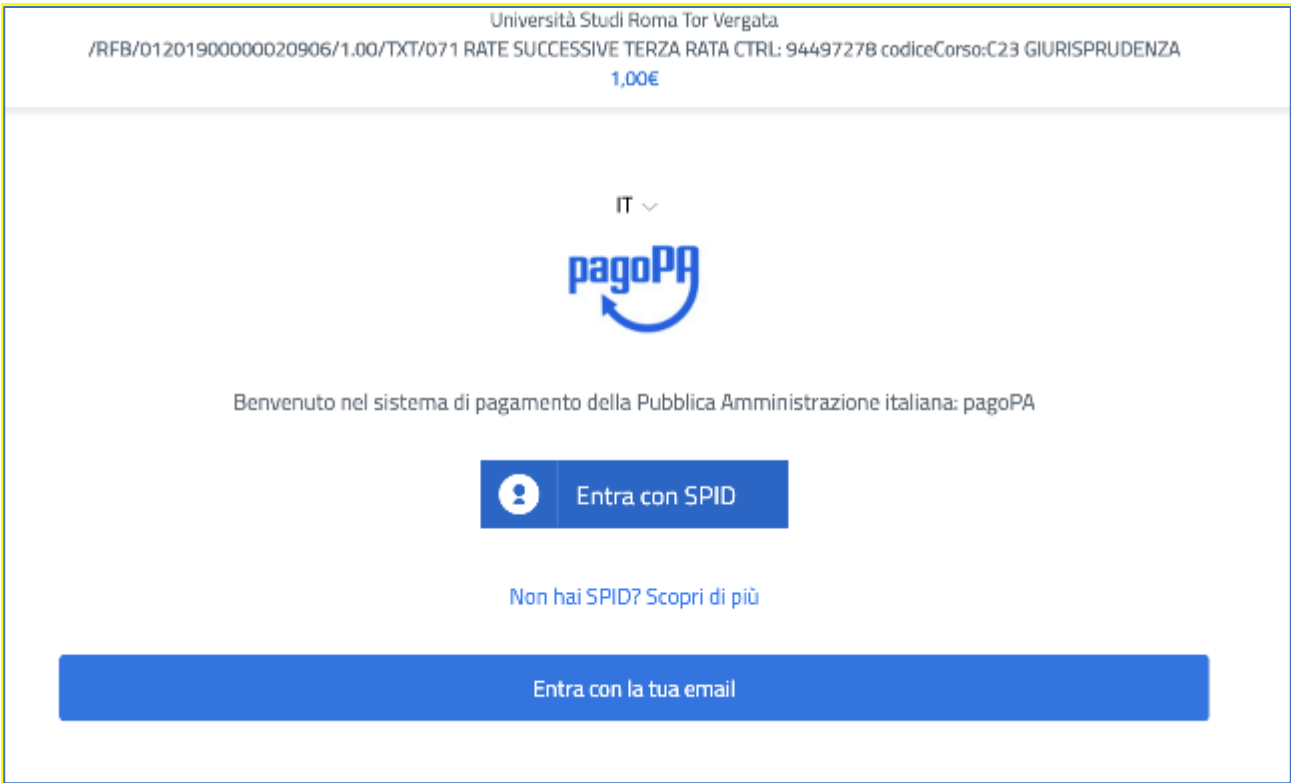 Università Studi Roma Tor Vergata
/RFB/01201900000020906/1.00/TXT/071 RATE SUCCESSIVE TERZA RATA CTRL: 94497278 codiceCorso:C23 GIURISPRUDENZA
1,00€
IT
pagoPA
Benvenuto nel sistema di pagamento della Pubblica Amministrazione italiana: pagoPA
Entra con SPID
Non hai SPID? Scopri di più
Entra con la tua email